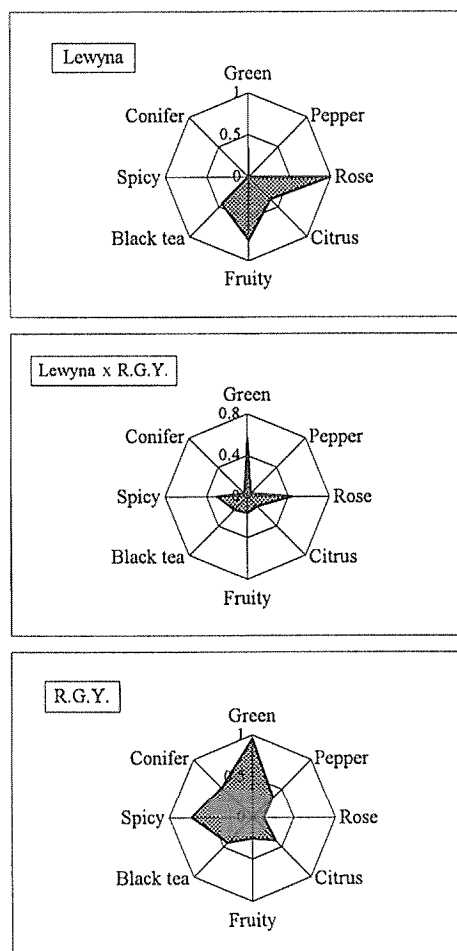 Lewyna
Green
1
Conifer
Pepper
0.5
Spicy
0
Rose
Black tea
Citrus
Fruity
Lewyna x R.G.Y.
Green
0.8
Conifer
Pepper
0.4
Spicy
0
Rose
Black tea
Citrus
Fruity
R.G.Y.
Green
1
Conifer
Pepper
Spicy
Rose
Black tea
Citrus
Fruity